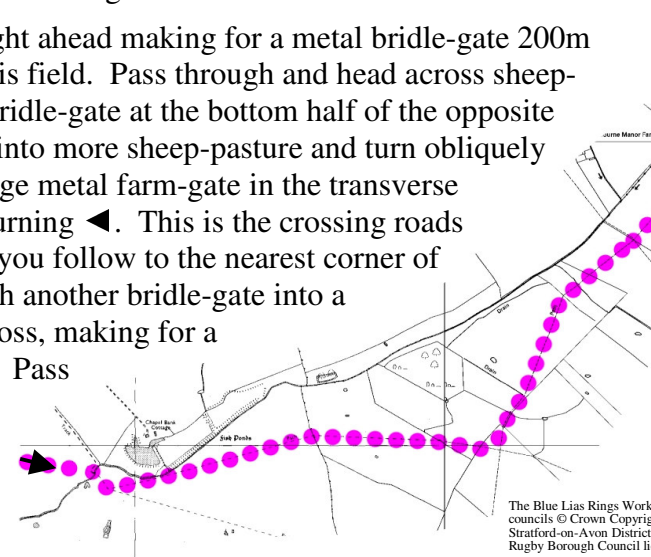 ght ahead making for a metal bridle-gate 200m
is field. Pass through and head across sheep-
ridle-gate at the bottom half of the opposite
into more sheep-pasture and turn obliquely
ge metal farm-gate in the transverse
urning ◄. This is the crossing roads
you follow to the nearest corner of
h another bridle-gate into a
oss, making for a
Pass
urne Manor Far
Drain
Drain
Chapel Bank
Cottage
Fish Ponds
The Blue Lias Rings Work
councils © Crown Copyrig
Stratford-on-Avon District
Rugby Borough Council li